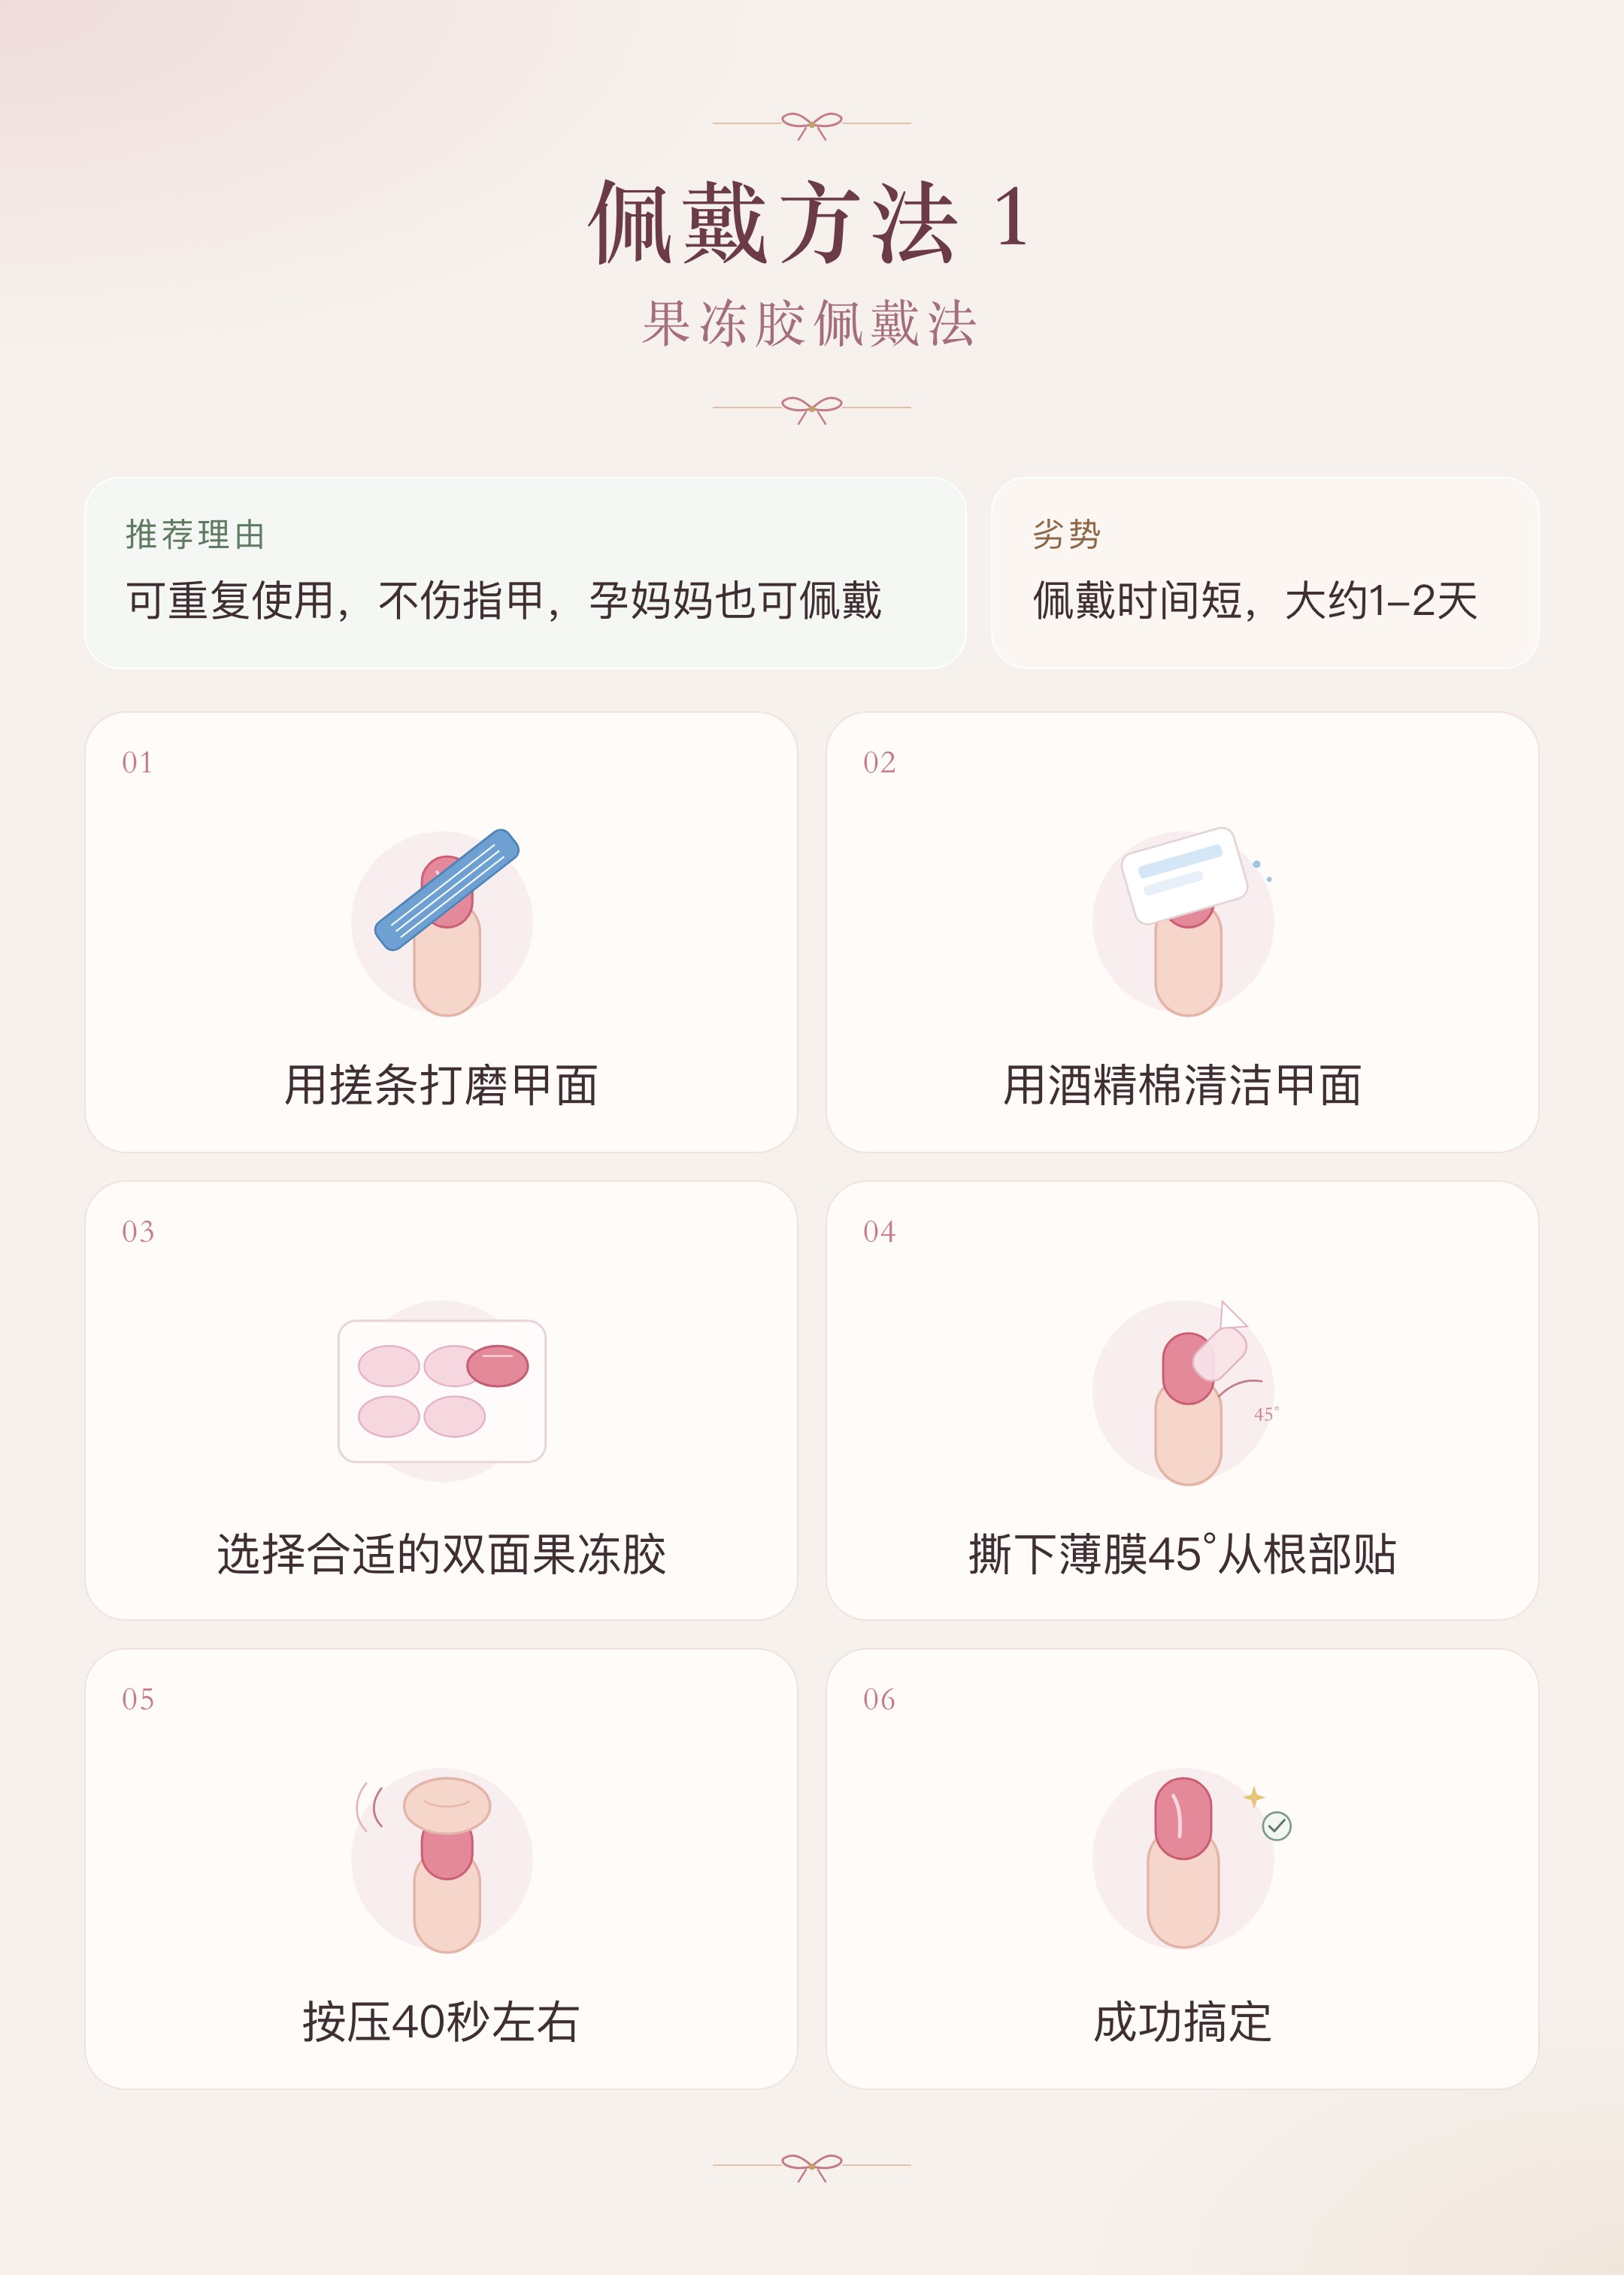 佩戴方法 1
果冻胶佩戴法
推荐理由
可重复使用，不伤指甲，孕妈妈也可佩戴
劣势
佩戴时间短，大约1–2天
01
用搓条打磨甲面
02
用酒精棉清洁甲面
03
选择合适的双面果冻胶
04
45°
撕下薄膜45°从根部贴
05
按压40秒左右
06
成功搞定